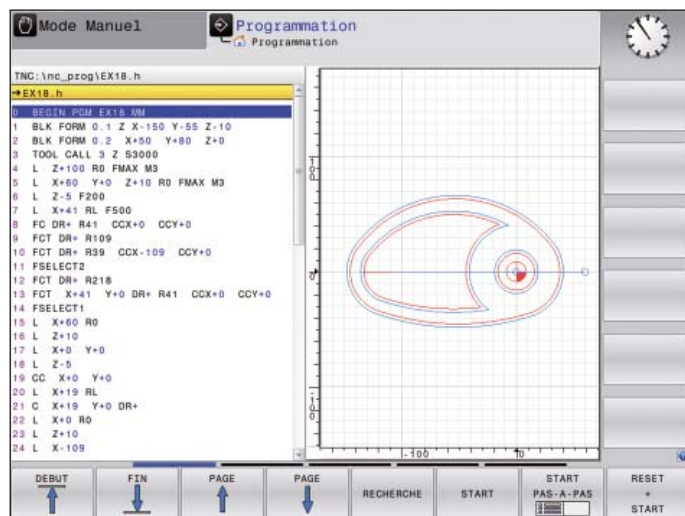 Mode Manuel
Programmation
Programmation
TNC:\nc_prog\EX18.h
→EX18.h
0 BEGIN PGM EX18 MM
1 BLK FORM 0.1 Z X-150 Y-55 Z-10
2 BLK FORM 0.2 X+50 Y+80 Z+0
3 TOOL CALL 3 Z S3000
4 L Z+100 R0 FMAX M3
5 L X+60 Y+0 Z+10 R0 FMAX M3
6 L Z-5 F200
7 L X+41 RL F500
8 FC DR+ R41 CCX+0 CCY+0
9 FCT DR+ R109
10 FCT DR+ R39 CCX-109 CCY+0
11 FSELECT2
12 FCT DR+ R218
13 FCT X+41 Y+0 DR+ R41 CCX+0 CCY+0
14 FSELECT1
15 L X+60 R0
16 L Z+10
17 L X+0 Y+0
18 L Z-5
19 CC X+0 Y+0
20 L X+19 RL
21 C X+19 Y+0 DR+
22 L X+0 R0
23 L Z+10
24 L X-109
100
0
-100
-100
0
DEBUT
FIN
PAGE
PAGE
RECHERCHE
START
START
PAS-A-PAS
RESET
+
START